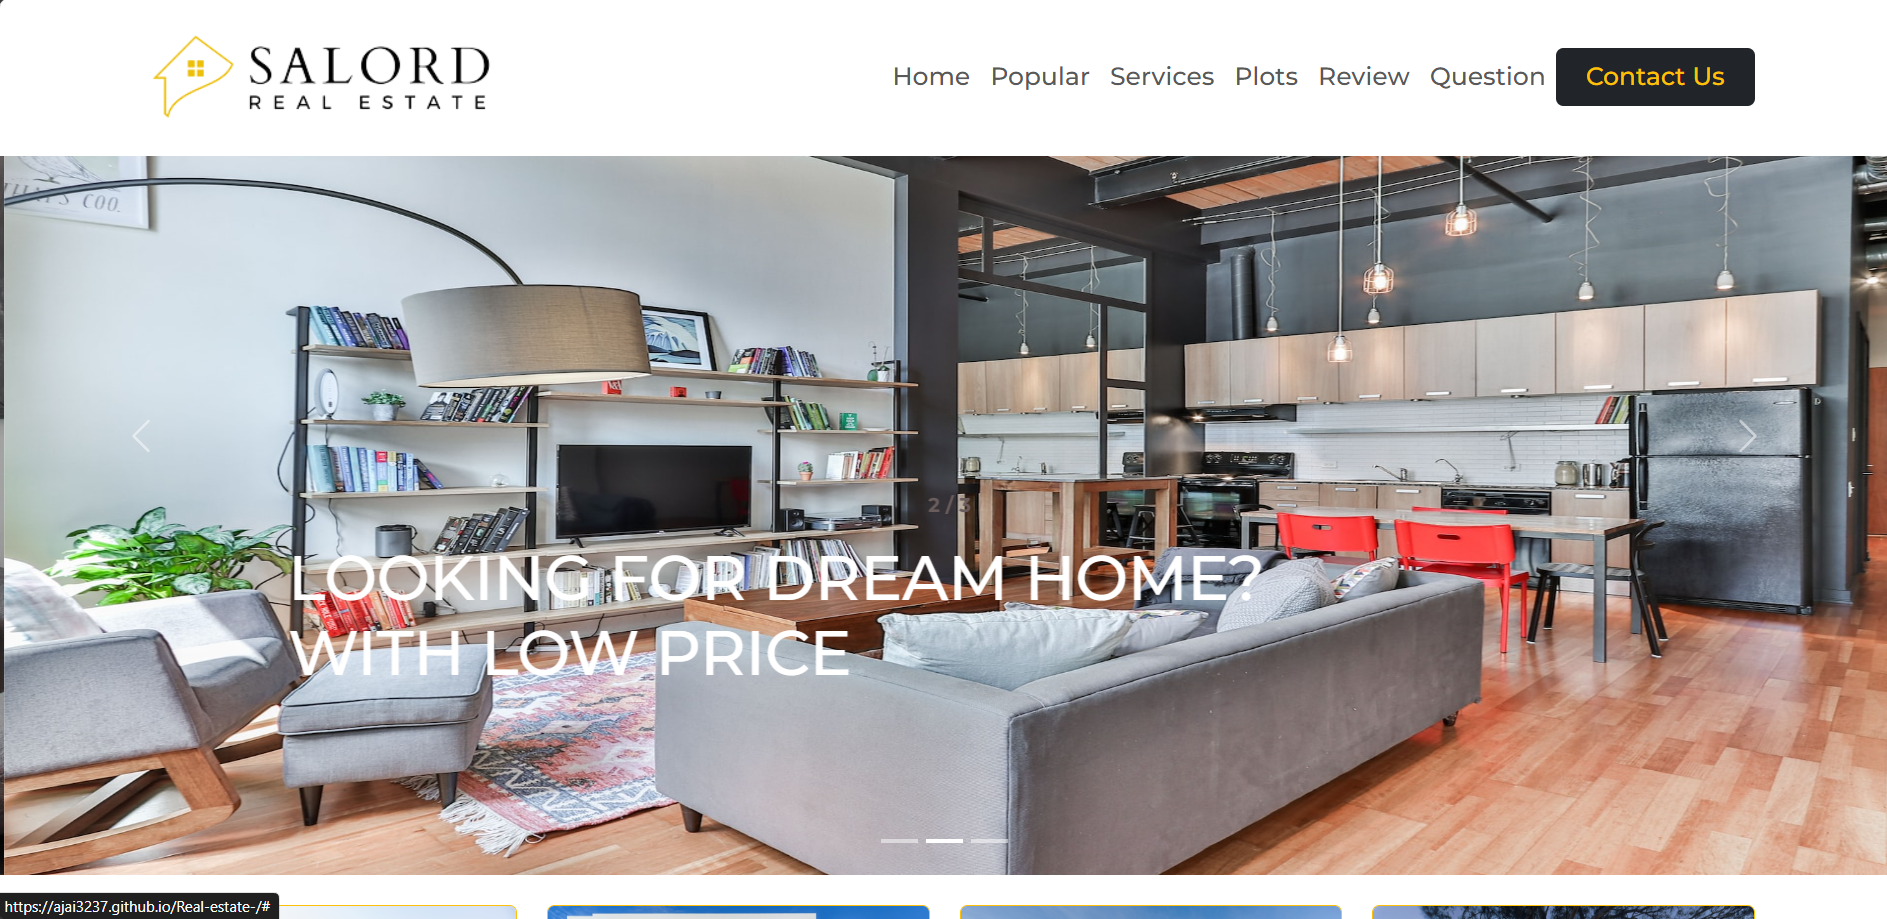 SALORD
REAL ESTATE
Home Popular Services Plots Review Question Contact Us
COO.
2 / 3
LOOKING FOR DREAM HOME?
WITH LOW PRICE
https://ajai3237.github.io/Real-estate-/#